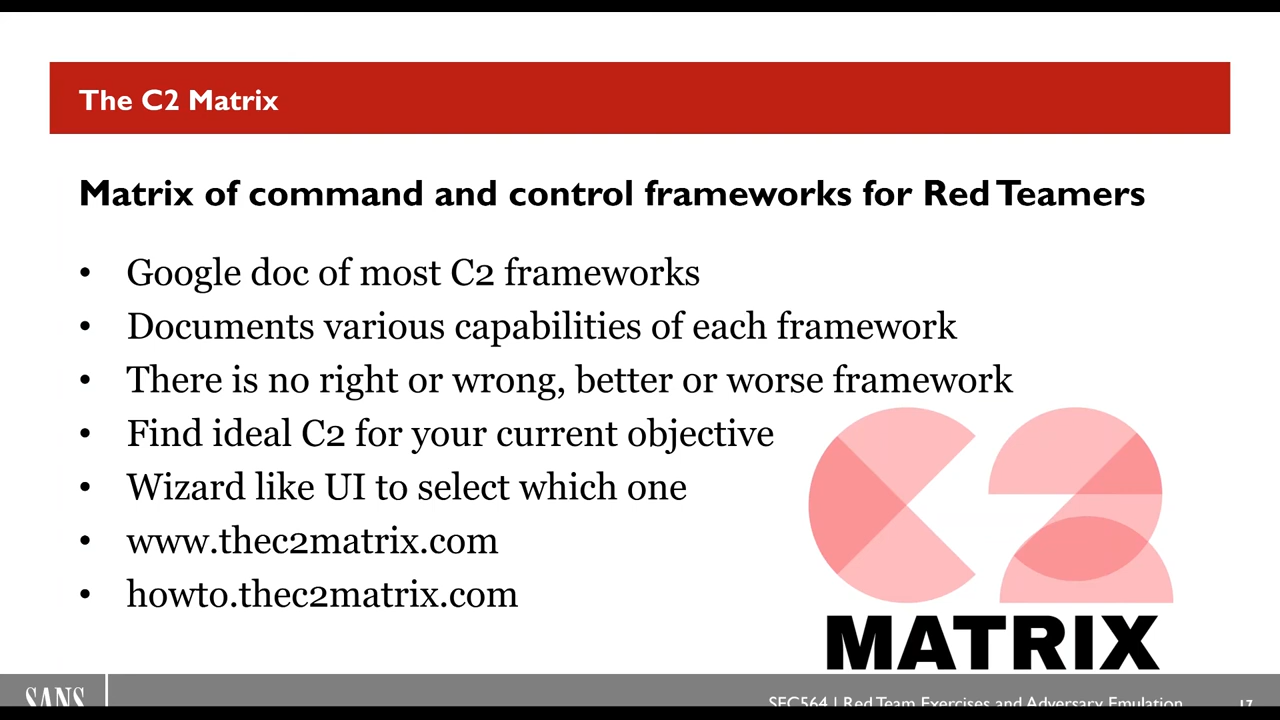 The C2 Matrix
Matrix of command and control frameworks for Red Teamers
• Google doc of most C2 frameworks
• Documents various capabilities of each framework
• There is no right or wrong, better or worse framework
• Find ideal C2 for your current objective
• Wizard like UI to select which one
• www.thec2matrix.com
• howto.thec2matrix.com
C2
MATRIX
SANS
SEC564 | Red Team Exercises and Adversary Emulation
17